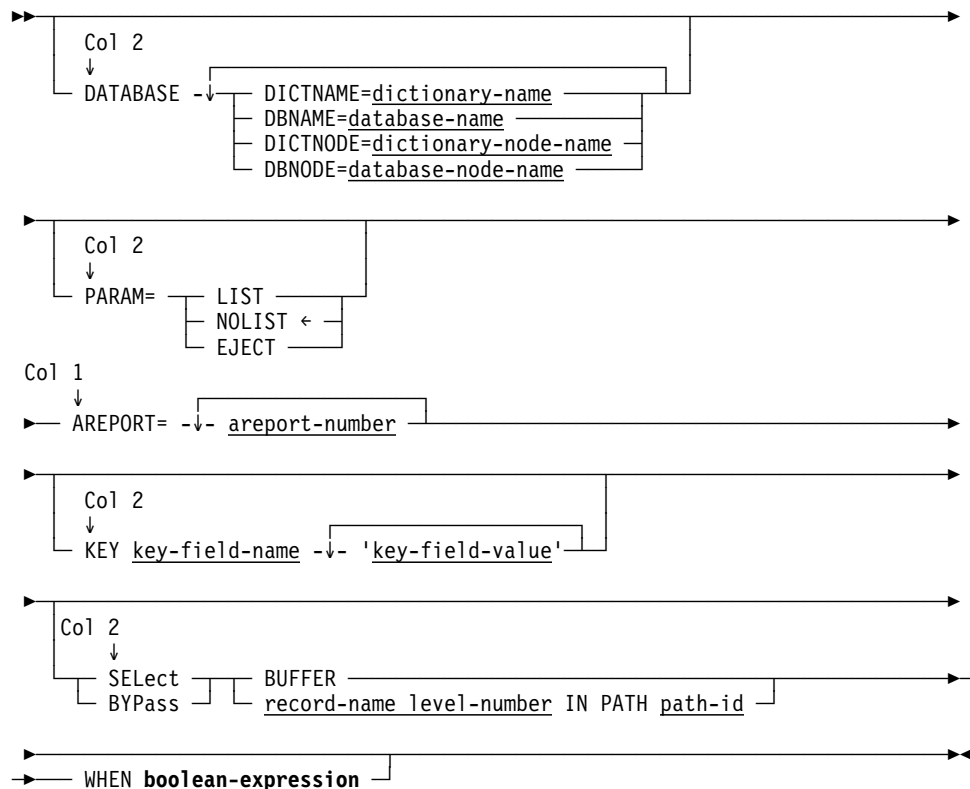 Col 2
DATABASE
DICTNAME=dictionary-name
DBNAME=database-name
DICTNODE=dictionary-node-name
DBNODE=database-node-name
Col 2
PARAM= LIST
NOLIST
EJECT
Col 1
AREPORT= areport-number
Col 2
KEY key-field-name 'key-field-value'
Col 2
SELect BUFFER
BYPass record-name level-number IN PATH path-id
WHEN boolean-expression